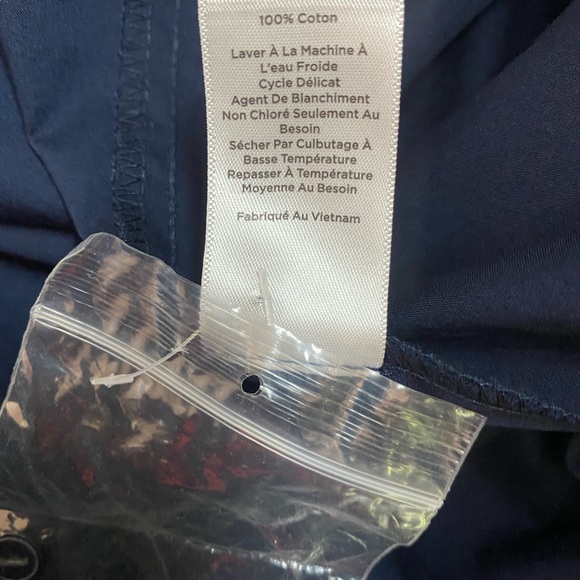 100% Coton
Laver À La Machine À
L'eau Froide
Cycle Délicat
Agent De Blanchiment
Non Chloré Seulement Au
Besoin
Sécher Par Culbutage À
Basse Température
Repasser À Température
Moyenne Au Besoin
Fabriqué Au Vietnam